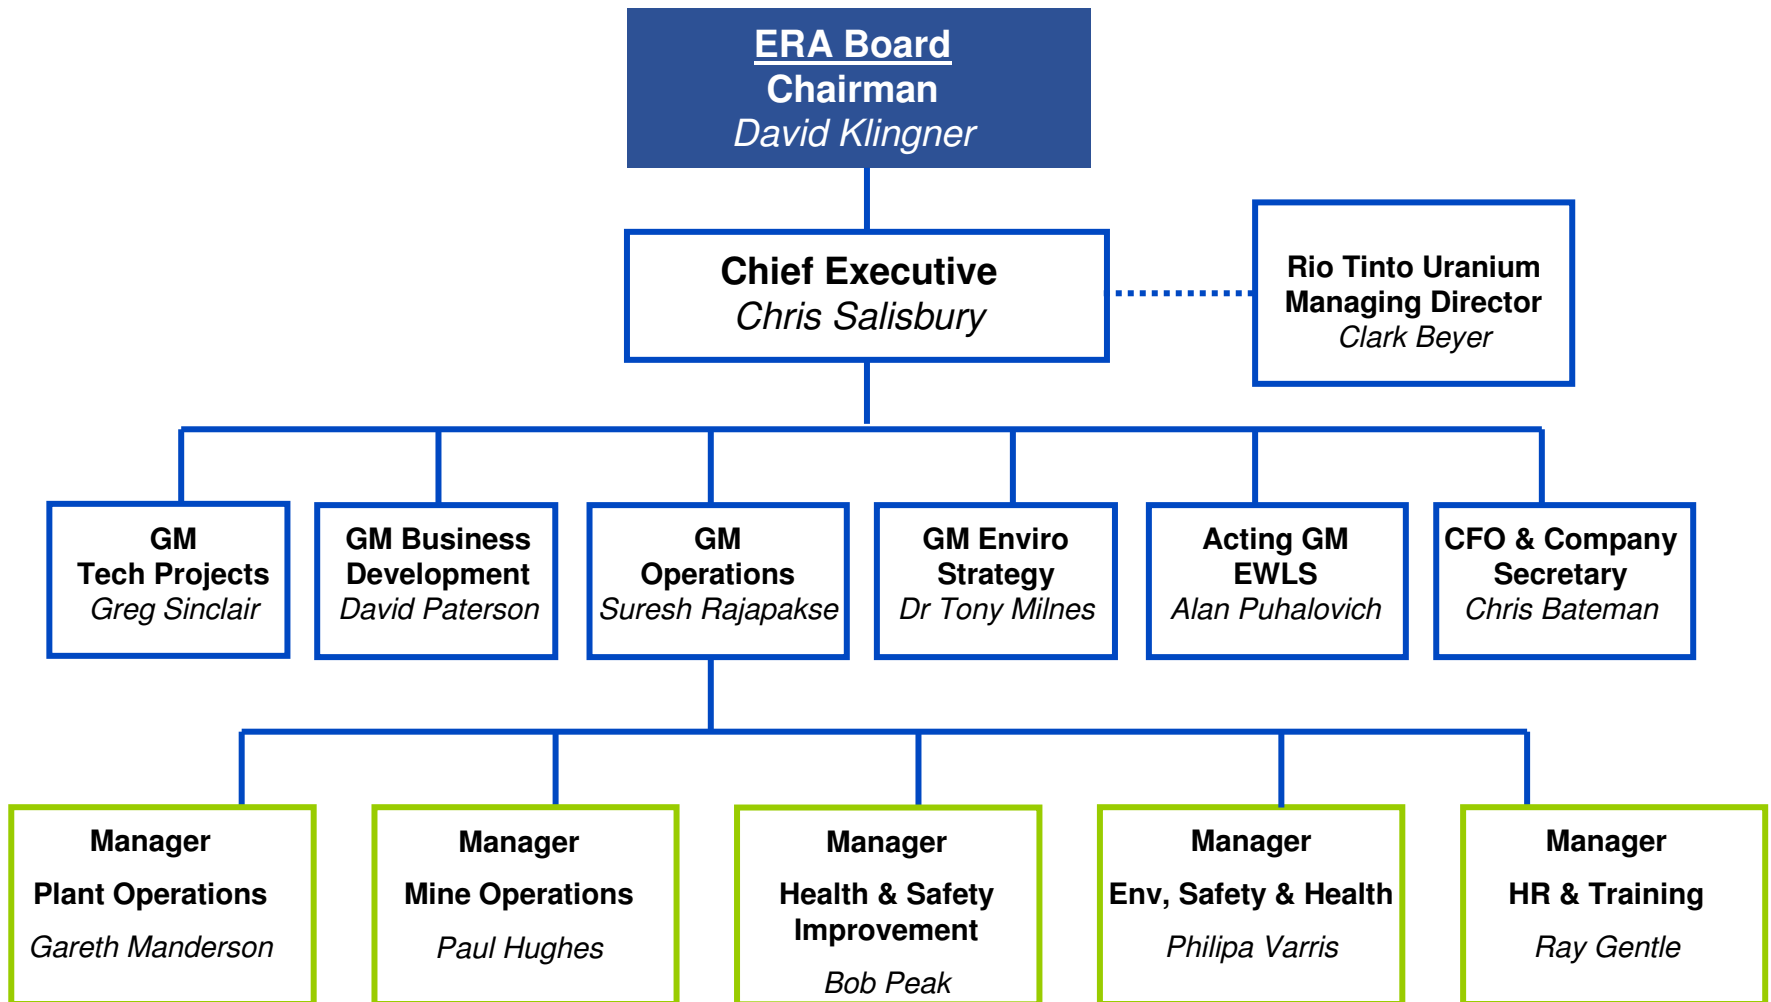 ERA Board
Chairman
David Klingner
Chief Executive
Chris Salisbury
Rio Tinto Uranium
Managing Director
Clark Beyer
GM
Tech Projects
Greg Sinclair
GM Business
Development
David Paterson
GM
Operations
Suresh Rajapakse
GM Enviro
Strategy
Dr Tony Milnes
Acting GM
EWLS
Alan Puhalovich
CFO & Company
Secretary
Chris Bateman
Manager
Plant Operations
Gareth Manderson
Manager
Mine Operations
Paul Hughes
Manager
Health & Safety
Improvement
Bob Peak
Manager
Env, Safety & Health
Philipa Varris
Manager
HR & Training
Ray Gentle